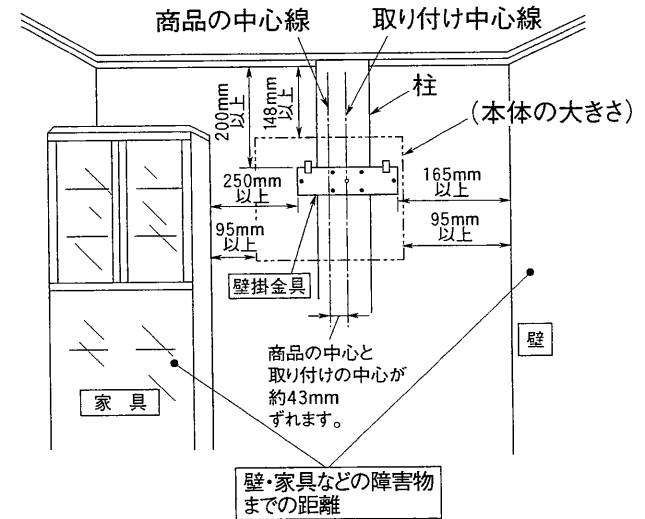 商品の中心線
取り付け中心線
柱
(本体の大きさ)
200mm
以上
148mm
以上
250mm
以上
165mm
以上
95mm
以上
95mm
以上
壁掛金具
商品の中心と
取り付けの中心が
約43mm
ずれます。
壁
家 具
壁・家具などの障害物
までの距離